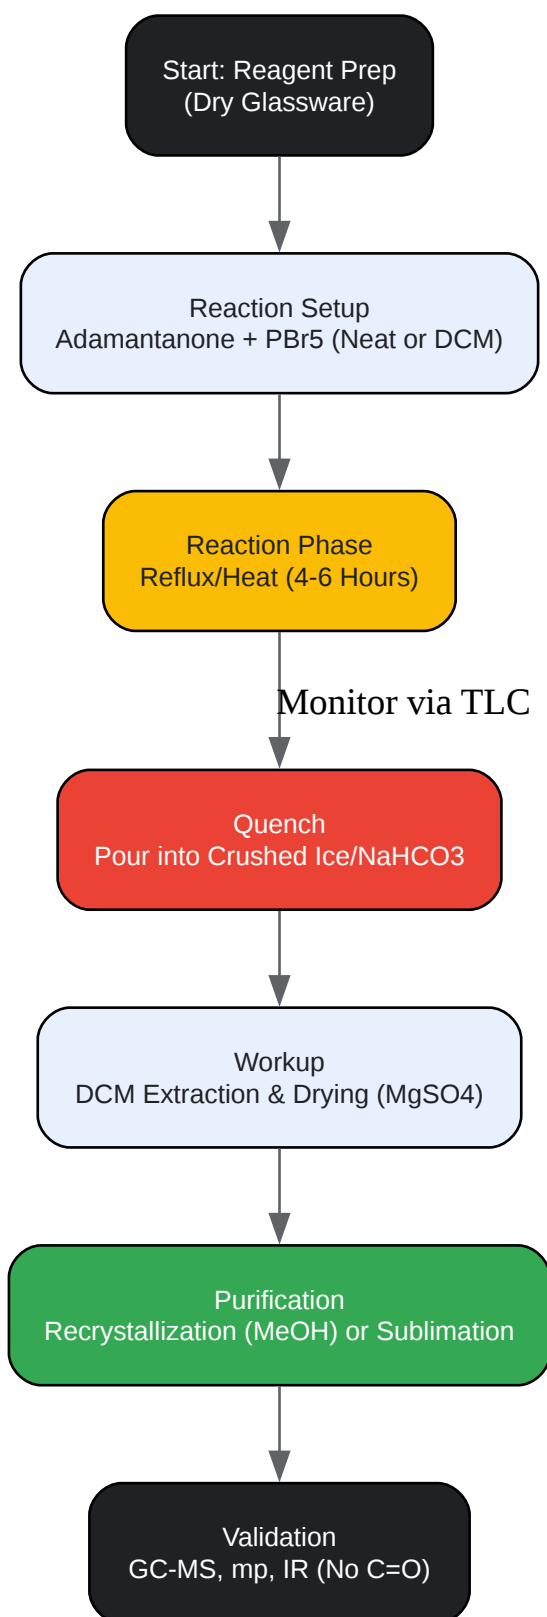 Start: Reagent Prep
(Dry Glassware)
Reaction Setup
Adamantanone + PBr5 (Neat or DCM)
Reaction Phase
Reflux/Heat (4-6 Hours)
Monitor via TLC
Quench
Pour into Crushed Ice/NaHCO3
Workup
DCM Extraction & Drying (MgSO4)
Purification
Recrystallization (MeOH) or Sublimation
Validation
GC-MS, mp, IR (No C=O)